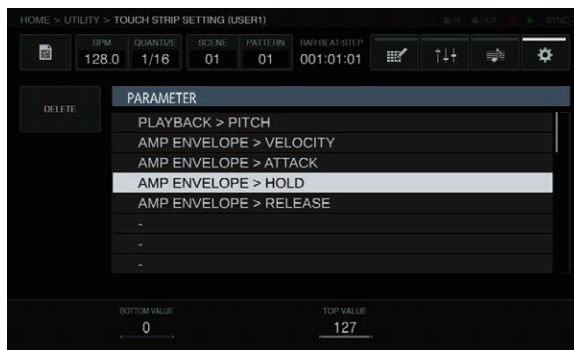 HOME > UTILITY > TOUCH STRIP SETTING (USER1) IN OUT SYNC
BPM QUANTIZE SCENE PATTERN BAR:BEAT:STEP
128.0 1/16 01 01 001:01:01
DELETE
PARAMETER
PLAYBACK > PITCH
AMP ENVELOPE > VELOCITY
AMP ENVELOPE > ATTACK
AMP ENVELOPE > HOLD
AMP ENVELOPE > RELEASE
-
-
-
BOTTOM VALUE TOP VALUE
0 127